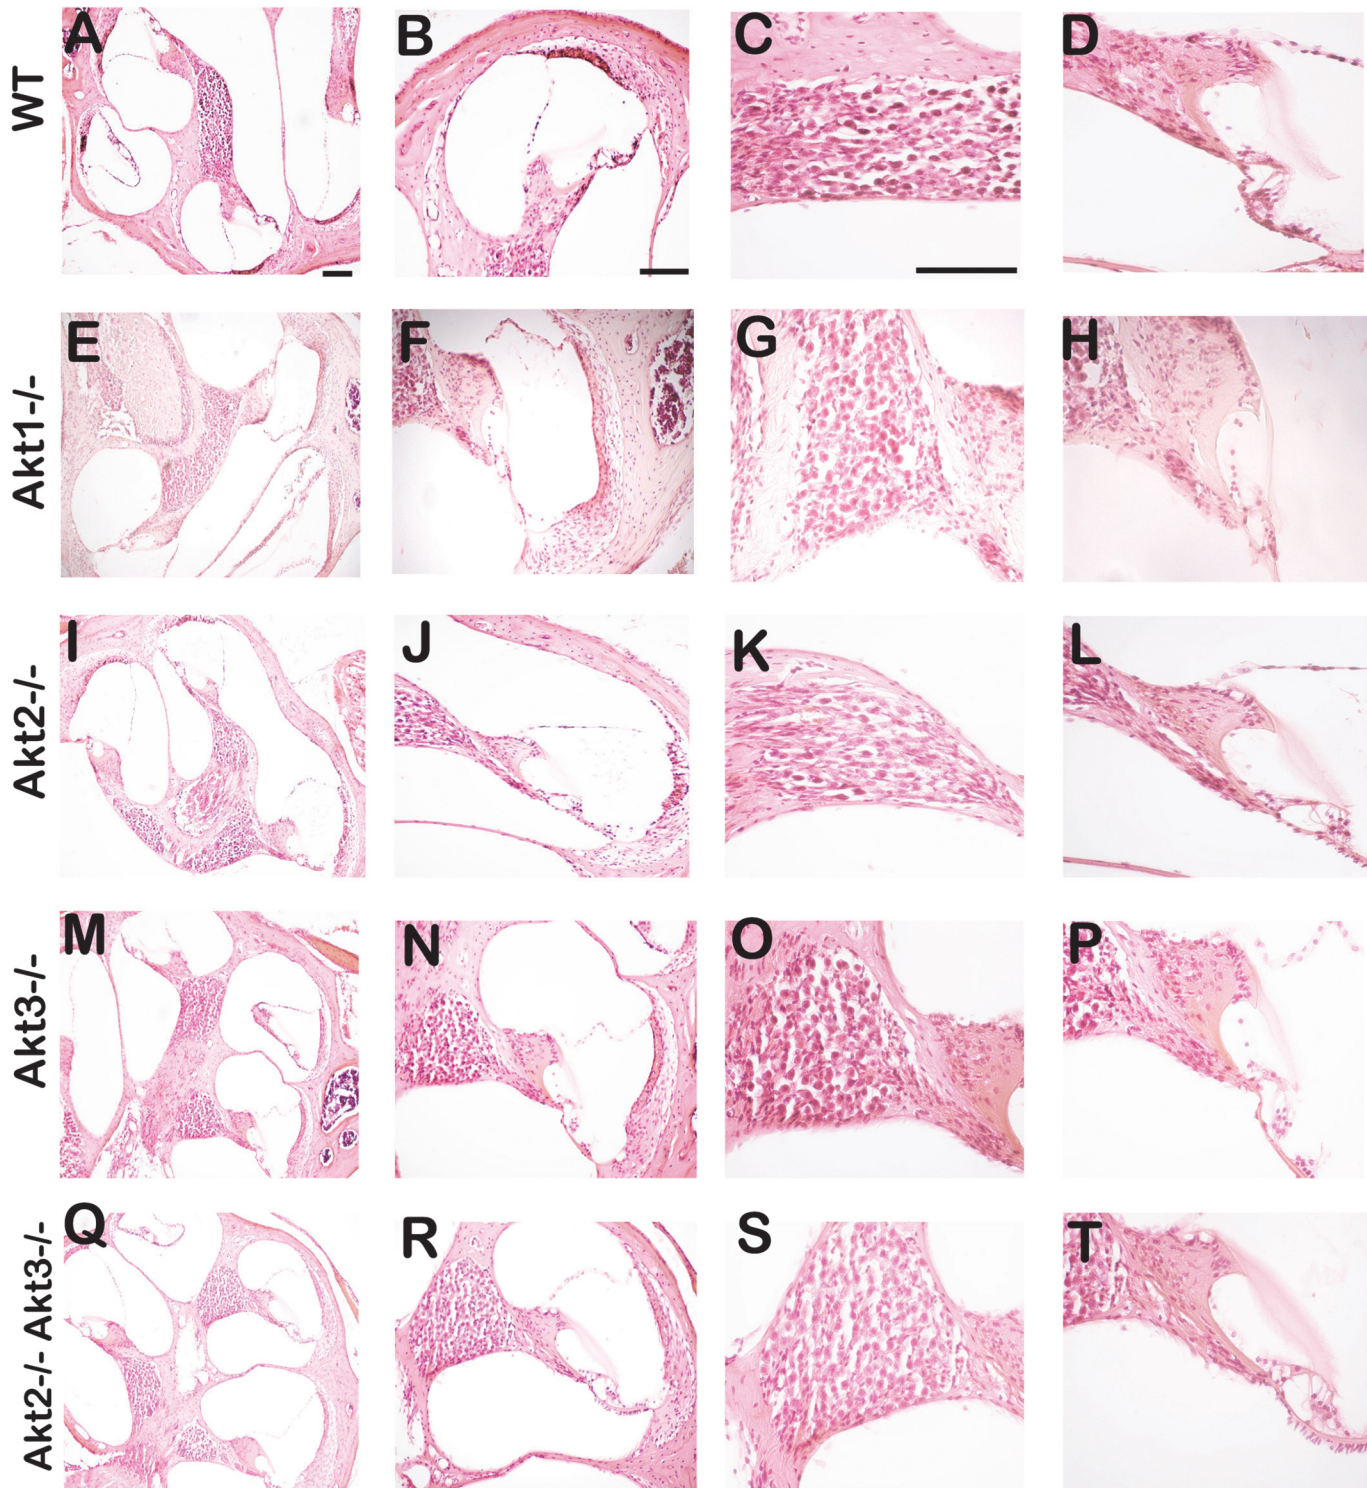 WT
A
B
C
D
Akt1-/-
E
F
G
H
Akt2-/-
I
J
K
L
Akt3-/-
M
N
O
P
Akt2-/- Akt3-/-
Q
R
S
T